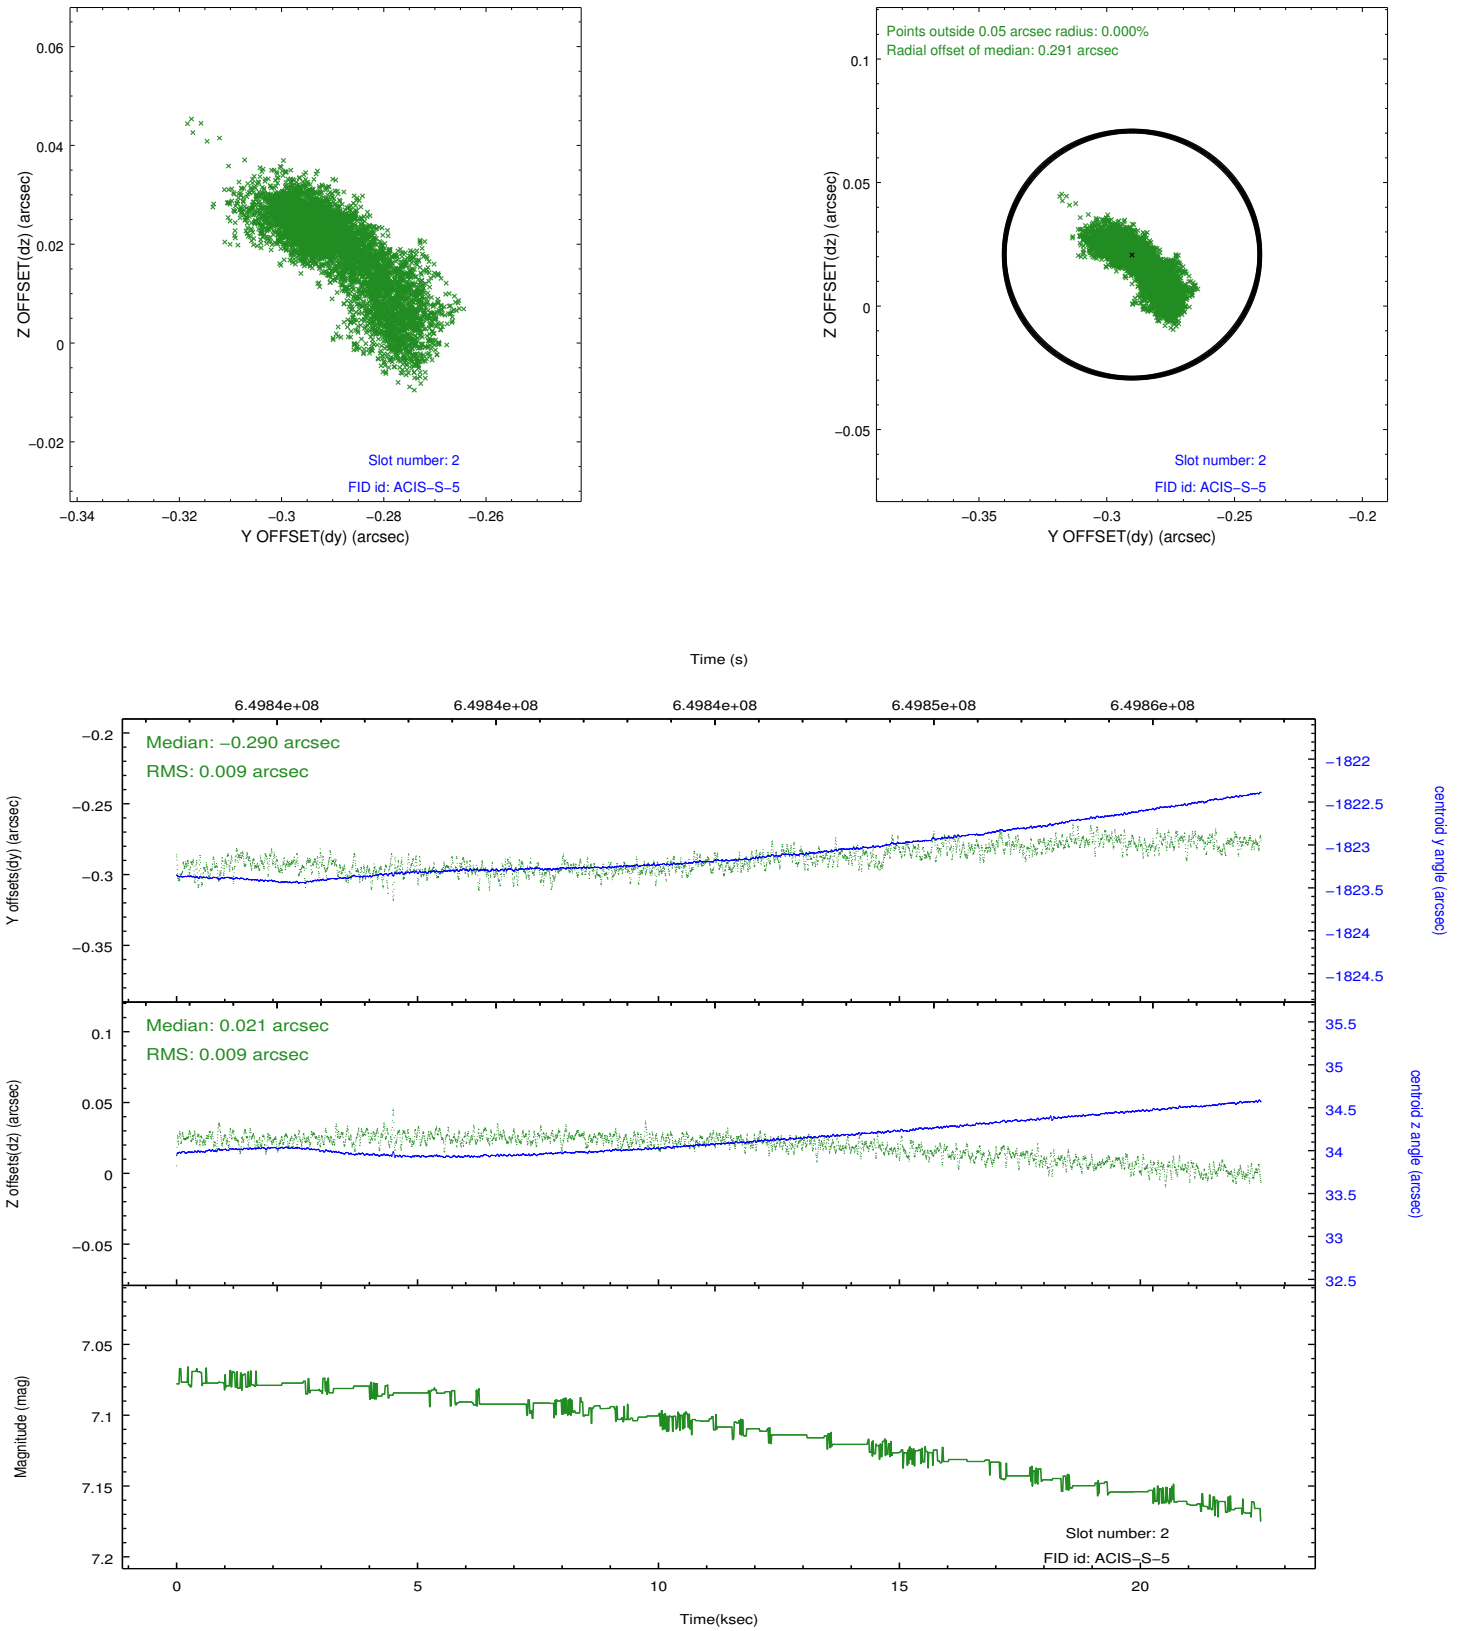 0.06
0.04
0.02
0
−0.02
Z OFFSET(dz) (arcsec)
Slot number: 2
FID id: ACIS−S−5
−0.34
−0.32
−0.3
−0.28
−0.26
Y OFFSET(dy) (arcsec)
Points outside 0.05 arcsec radius: 0.000%
Radial offset of median: 0.291 arcsec
0.1
0.05
0
−0.05
Z OFFSET(dz) (arcsec)
Slot number: 2
FID id: ACIS−S−5
−0.35
−0.3
−0.25
−0.2
Y OFFSET(dy) (arcsec)
Time (s)
6.4984e+08
6.4984e+08
6.4984e+08
6.4985e+08
6.4986e+08
Median: −0.290 arcsec
RMS: 0.009 arcsec
−0.2
−0.25
−0.3
−0.35
Y offsets(dy) (arcsec)
−1822
−1822.5
−1823
−1823.5
−1824
−1824.5
centroid y angle (arcsec)
Median: 0.021 arcsec
RMS: 0.009 arcsec
0.1
0.05
0
−0.05
Z offsets(dz) (arcsec)
35.5
35
34.5
34
33.5
33
32.5
centroid z angle (arcsec)
7.05
7.1
7.15
7.2
Magnitude (mag)
Slot number: 2
FID id: ACIS−S−5
0
5
10
15
20
Time(ksec)